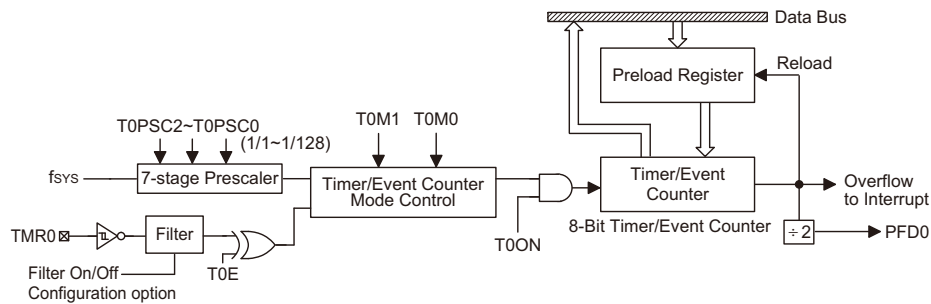 Data Bus
Preload Register
Reload
T0PSC2~T0PSC0
(1/1~1/128)
T0M1
T0M0
fSYS
7-stage Prescaler
Timer/Event Counter
Mode Control
Timer/Event
Counter
Overflow
to Interrupt
8-Bit Timer/Event Counter
T0ON
TMR0
Filter
T0E
÷2
PFD0
Filter On/Off
Configuration option